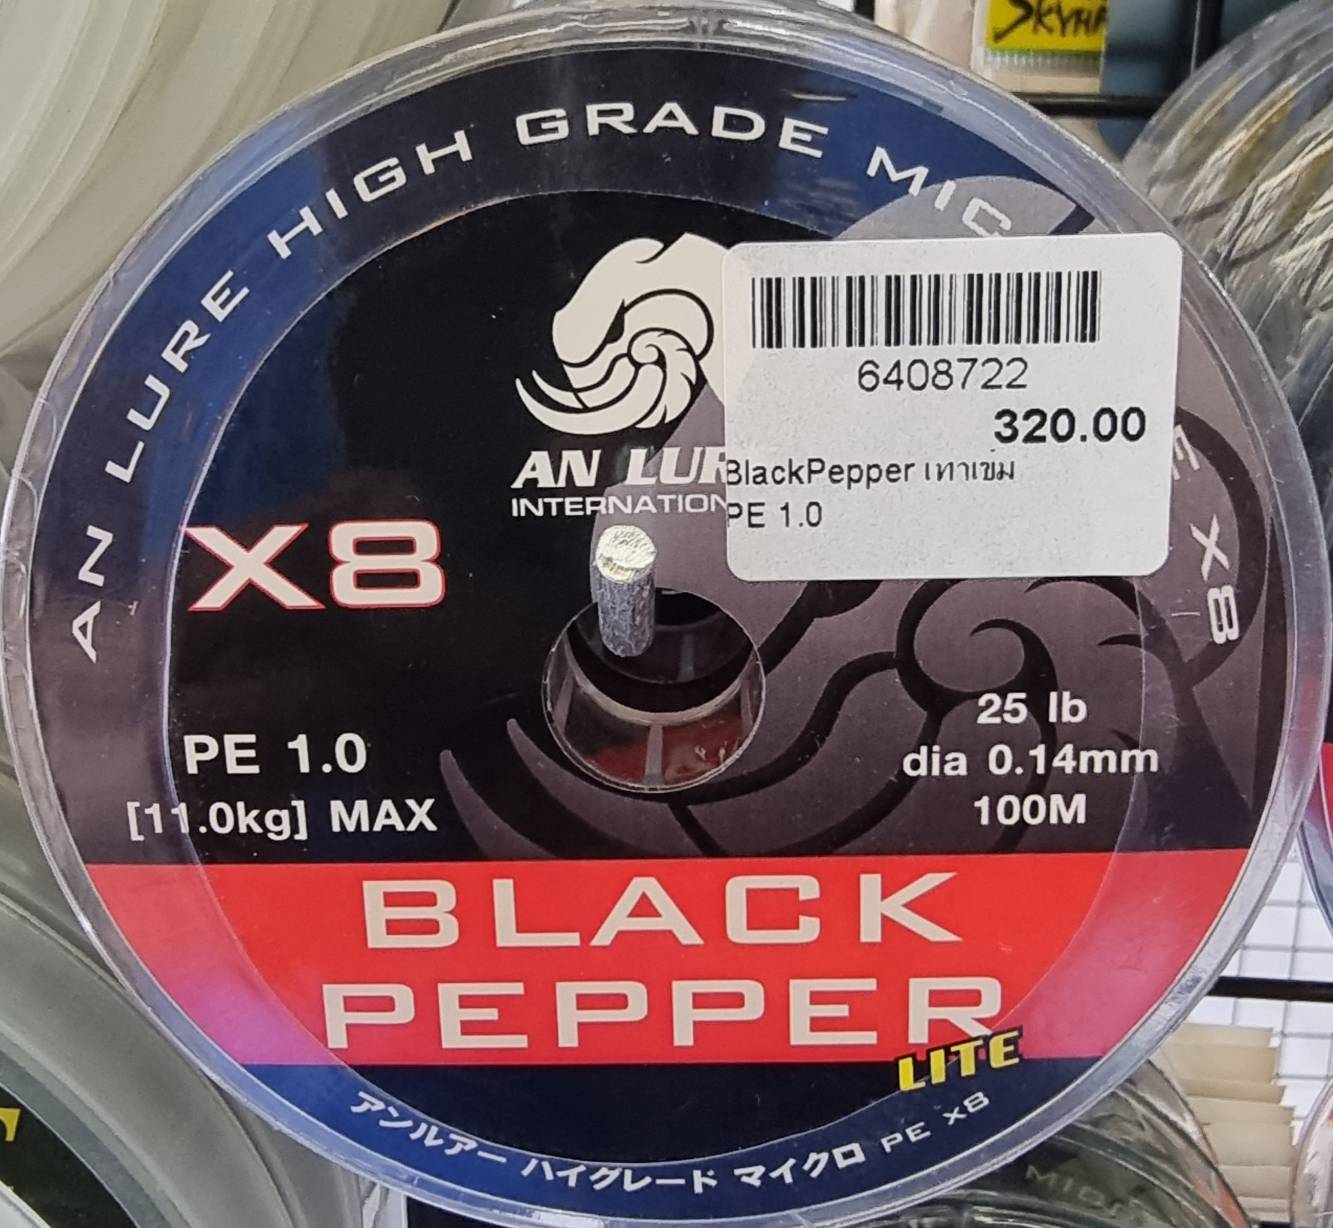 SKYHA
AN LURE HIGH GRADE MIC
E X8
6408722
320.00
BlackPepper เทาเข้ม
PE 1.0
AN LUR
INTERNATION
X8
PE 1.0
[11.0kg] MAX
25 lb
dia 0.14mm
100M
BLACK
PEPPER
LITE
アンルアー ハイグレード マイクロ PE X8